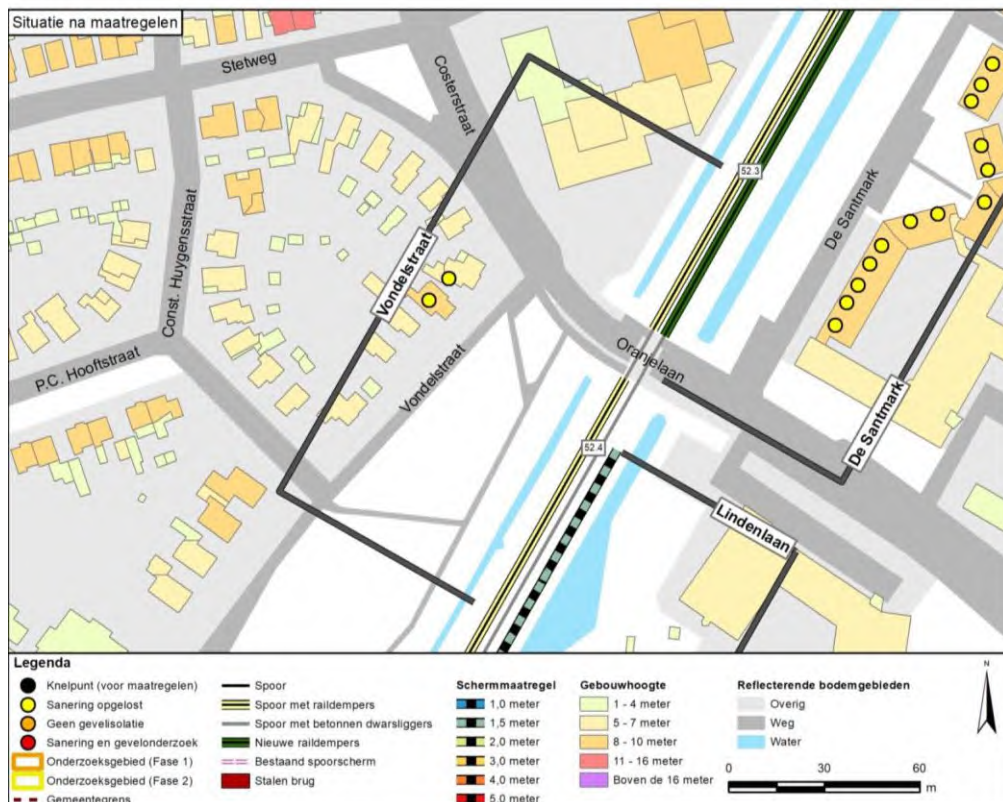 Situatie na maatregelen
Stetweg
Costerstraat
52.3
De Santmark
Const. Huygensstraat
Vondelstraat
P.C. Hooftstraat
Vondelstraat
Oranjelaan
De Santmark
52.4
Lindenlaan
Legenda
Knelpunt (voor maatregelen)
Sanering opgelost
Geen gevelisolatie
Sanering en gevelonderzoek
Onderzoeksgebied (Fase 1)
Onderzoeksgebied (Fase 2)
Gemeentegrens
Spoor
Spoor met raildempers
Spoor met betonnen dwarsliggers
Nieuwe raildempers
Bestaand spoorscherm
Stalen brug
Schermmaatregel
1,0 meter
1,5 meter
2,0 meter
3,0 meter
4,0 meter
5,0 meter
Gebouwhoogte
1 - 4 meter
5 - 7 meter
8 - 10 meter
11 - 16 meter
Boven de 16 meter
Reflecterende bodemgebieden
Overig
Weg
Water
N
0 30 60
m